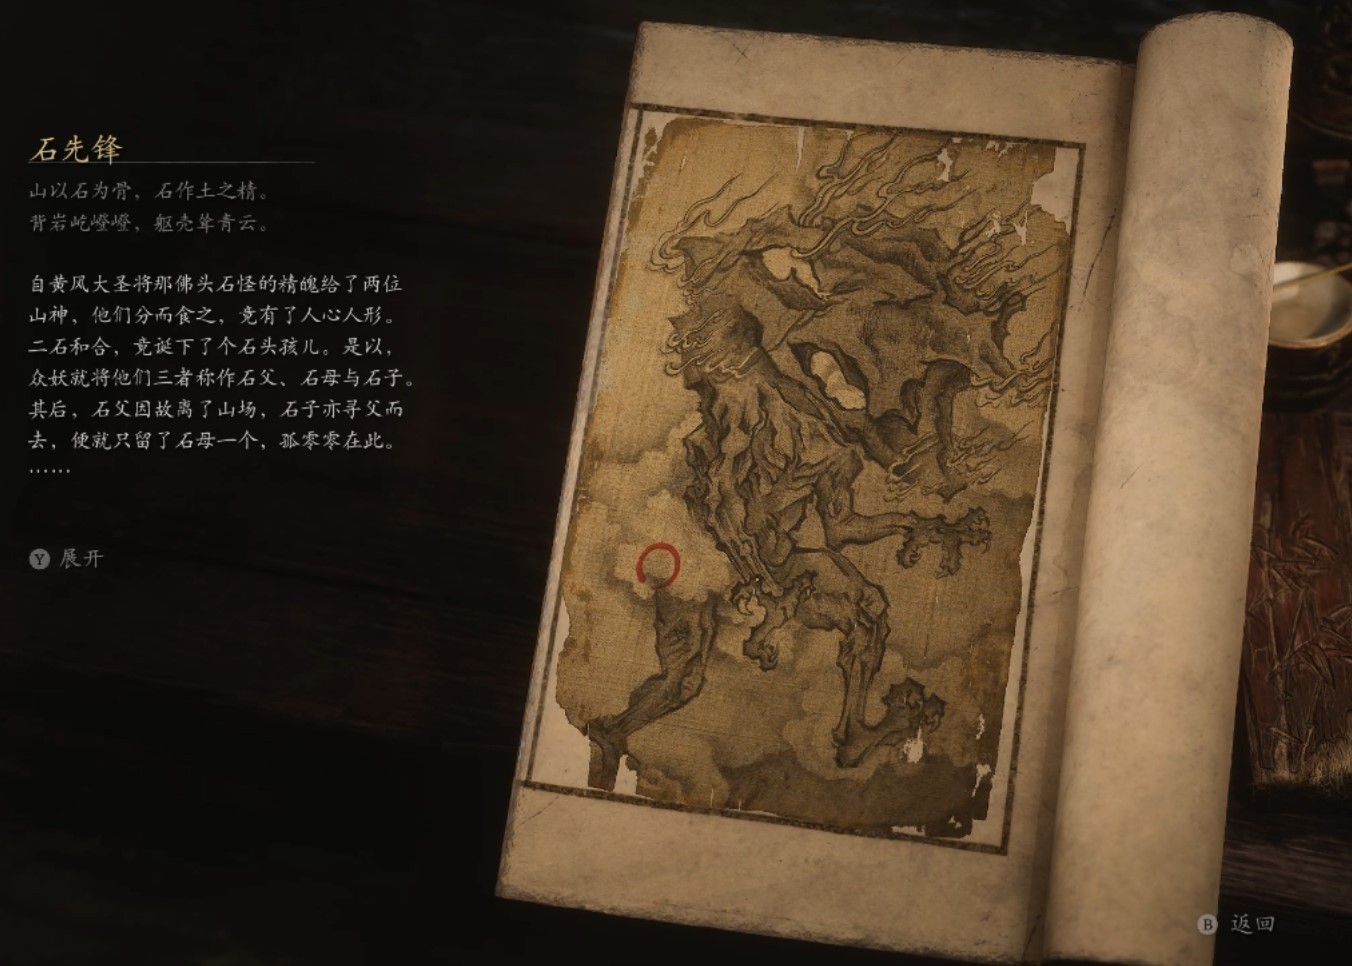 石先锋
山以石为骨，石作土之精。
背岩屹嶝嶝，躯壳耸青云。
自黄风大圣将那佛头石怪的精魄给了两位
山神，他们分而食之，竟有了人心人形。
二石和合，竟诞下了个石头孩儿。是以，
众妖就将他们三者称作石父、石母与石子。
其后，石父因故离了山场，石子亦寻父而
去，便就只留了石母一个，孤零零在此。
……
Y 展开
B 返回